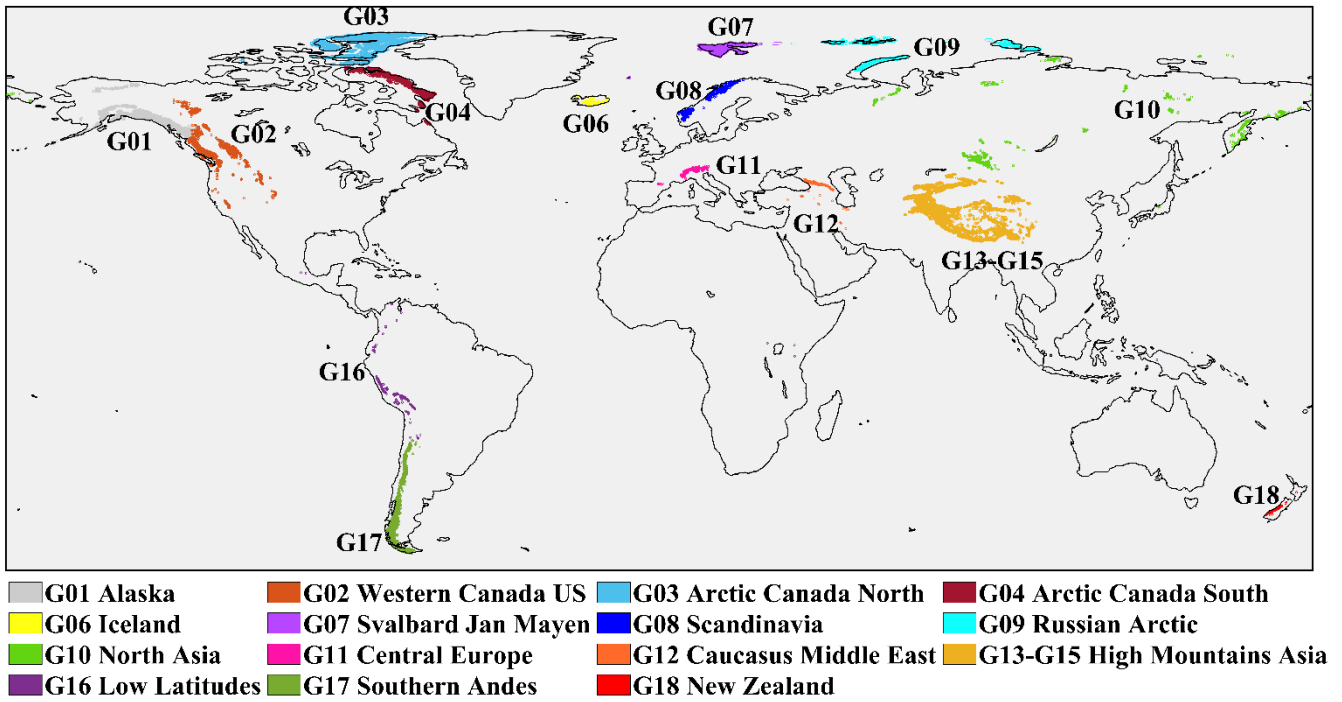 G03
G07
G09
G08
G04
G06
G10
G01
G02
G11
G12
G13-G15
G16
G18
G17
G01 Alaska
G02 Western Canada US
G03 Arctic Canada North
G04 Arctic Canada South
G06 Iceland
G07 Svalbard Jan Mayen
G08 Scandinavia
G09 Russian Arctic
G10 North Asia
G11 Central Europe
G12 Caucasus Middle East
G13-G15 High Mountains Asia
G16 Low Latitudes
G17 Southern Andes
G18 New Zealand